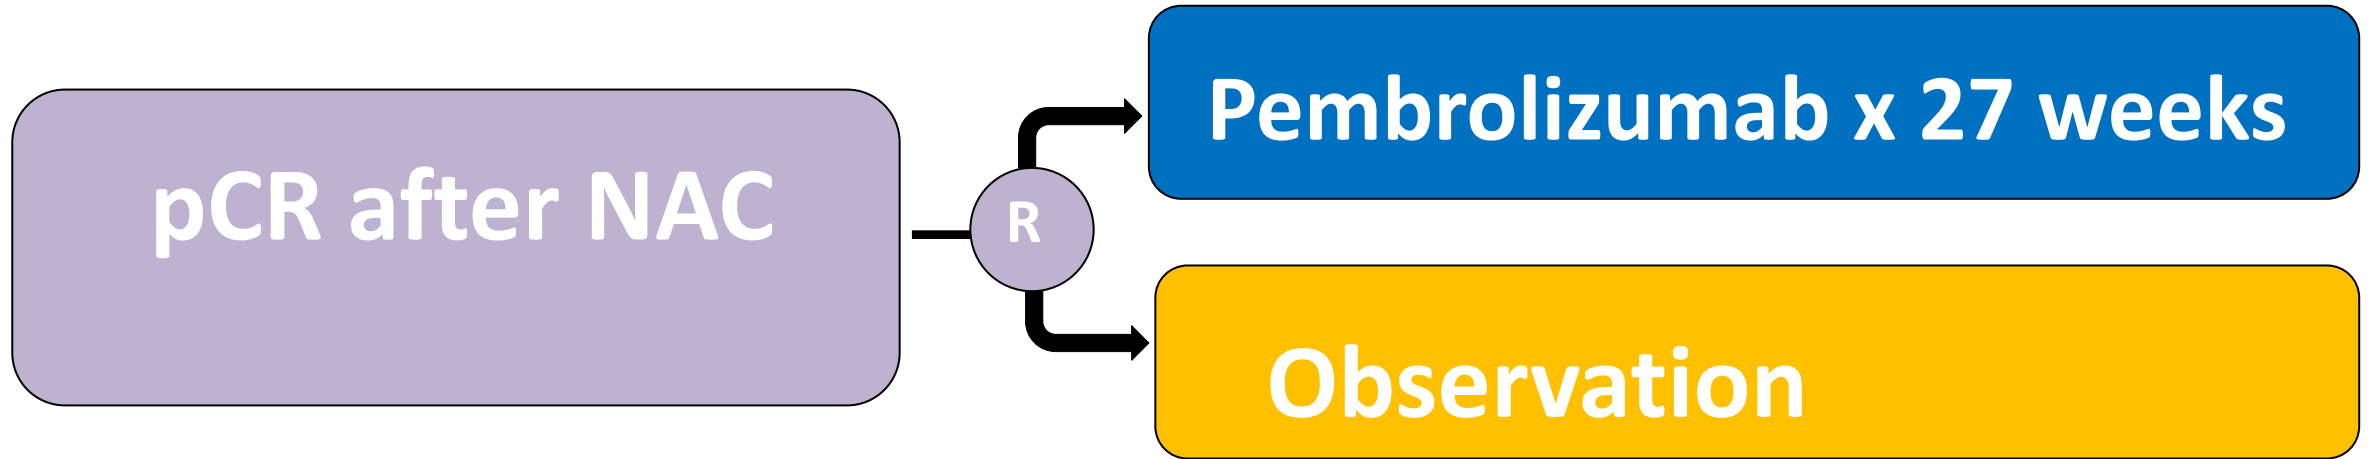 pCR after NAC
R
Pembrolizumab x 27 weeks
Observation